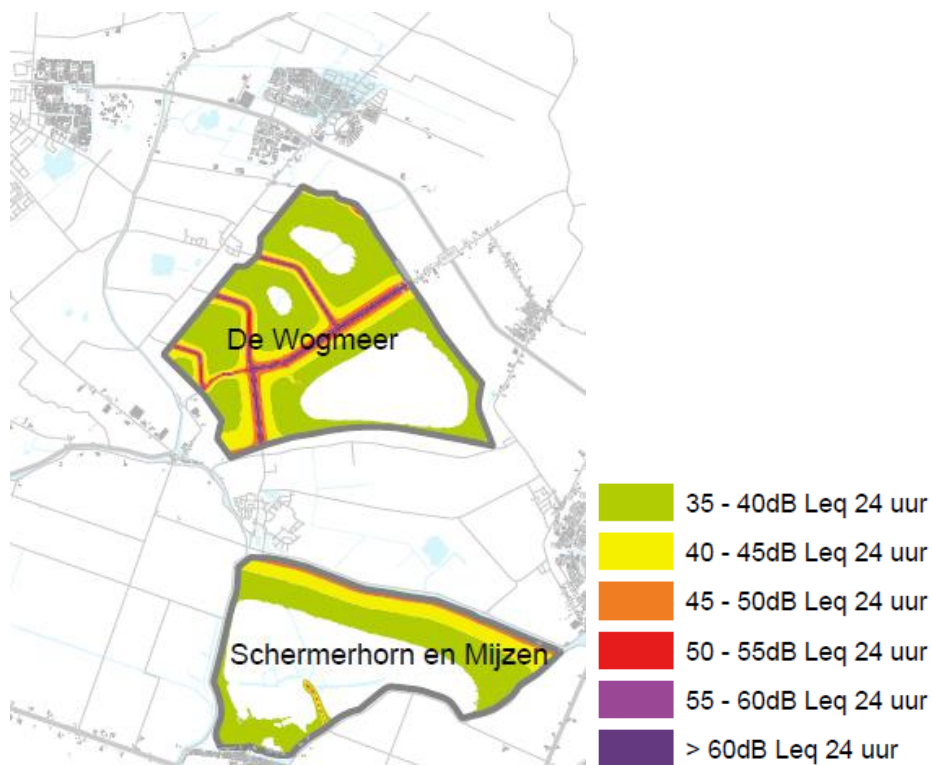 De Wogmeer
Schermerhorn en Mijzen
35 - 40dB Leq 24 uur
40 - 45dB Leq 24 uur
45 - 50dB Leq 24 uur
50 - 55dB Leq 24 uur
55 - 60dB Leq 24 uur
> 60dB Leq 24 uur